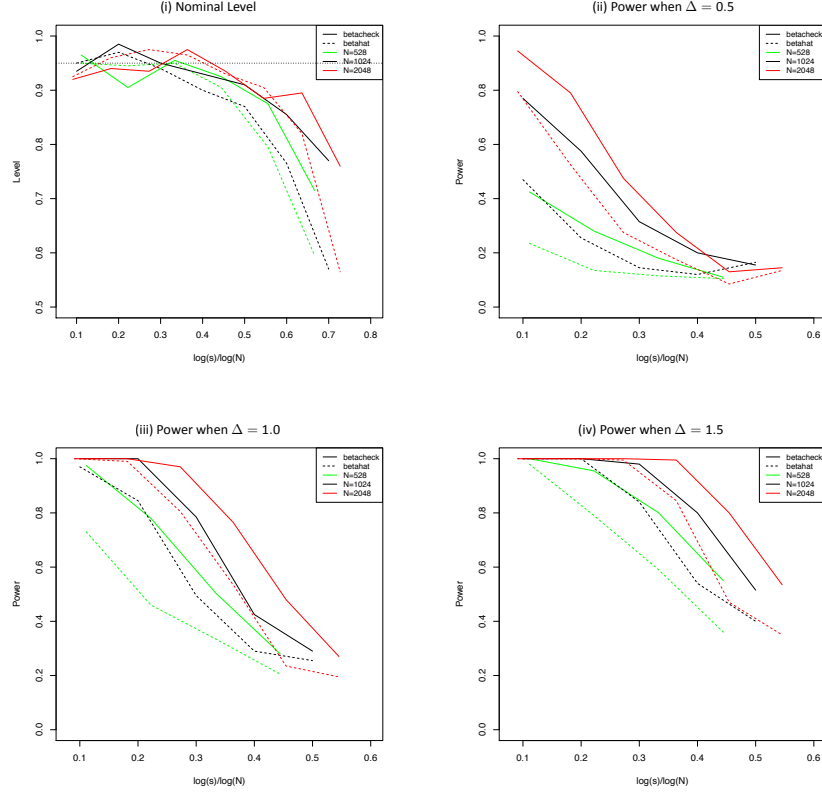 (i) Nominal Level
1.0
0.9
0.8
0.7
0.6
0.5
Level
0.1 0.2 0.3 0.4 0.5 0.6 0.7 0.8
log(s)/log(N)
betacheck
betahat
N=528
N=1024
N=2048
(ii) Power when Δ = 0.5
1.0
0.8
0.6
0.4
0.2
0.0
Power
0.1 0.2 0.3 0.4 0.5 0.6
log(s)/log(N)
betacheck
betahat
N=528
N=1024
N=2048
(iii) Power when Δ = 1.0
1.0
0.8
0.6
0.4
0.2
0.0
Power
0.1 0.2 0.3 0.4 0.5 0.6
log(s)/log(N)
betacheck
betahat
N=528
N=1024
N=2048
(iv) Power when Δ = 1.5
1.0
0.8
0.6
0.4
0.2
0.0
Power
0.1 0.2 0.3 0.4 0.5 0.6
log(s)/log(N)
betacheck
betahat
N=528
N=1024
N=2048